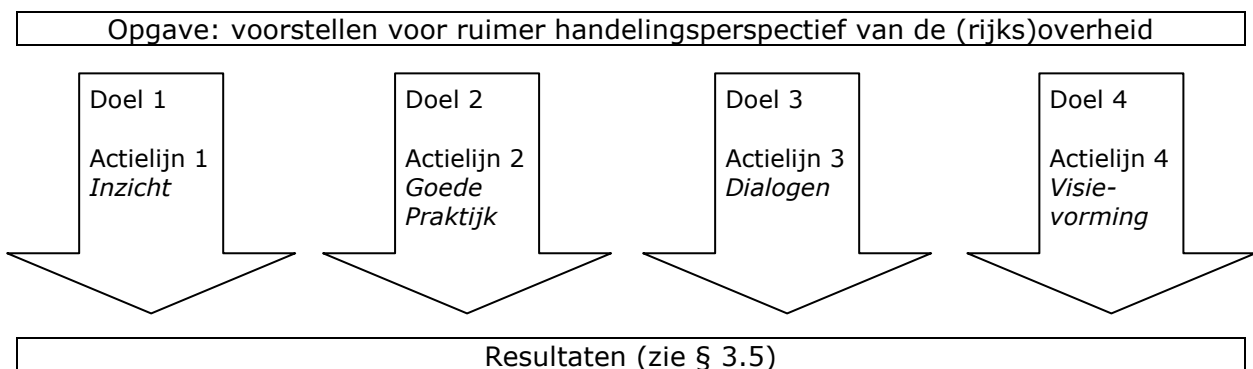 Opgave: voorstellen voor ruimer handelingsperspectief van de (rijks)overheid
Doel 1
Actielijn 1
Inzicht
Doel 2
Actielijn 2
Goede
Praktijk
Doel 3
Actielijn 3
Dialogen
Doel 4
Actielijn 4
Visie-
vorming
Resultaten (zie § 3.5)